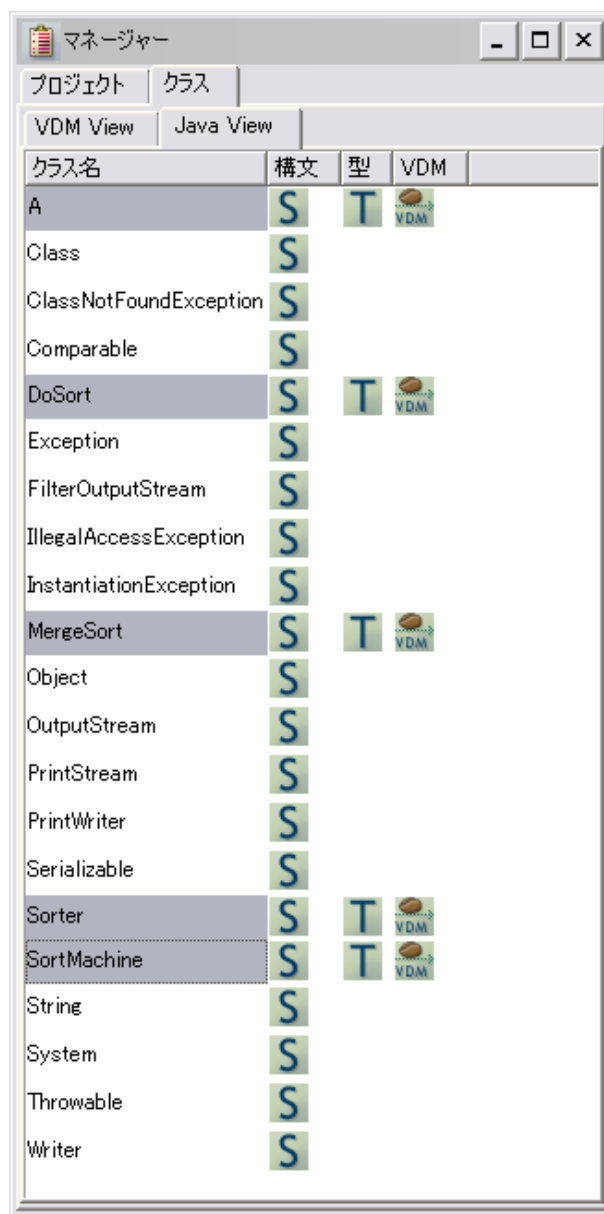 マネージャー
プロジェクト クラス
VDM View Java View
クラス名 構文 型 VDM
A S T VDM
Class S
ClassNotFoundException S
Comparable S
DoSort S T VDM
Exception S
FilterOutputStream S
IllegalAccessException S
InstantiationException S
MergeSort S T VDM
Object S
OutputStream S
PrintStream S
PrintWriter S
Serializable S
Sorter S T VDM
SortMachine S T VDM
String S
System S
Throwable S
Writer S